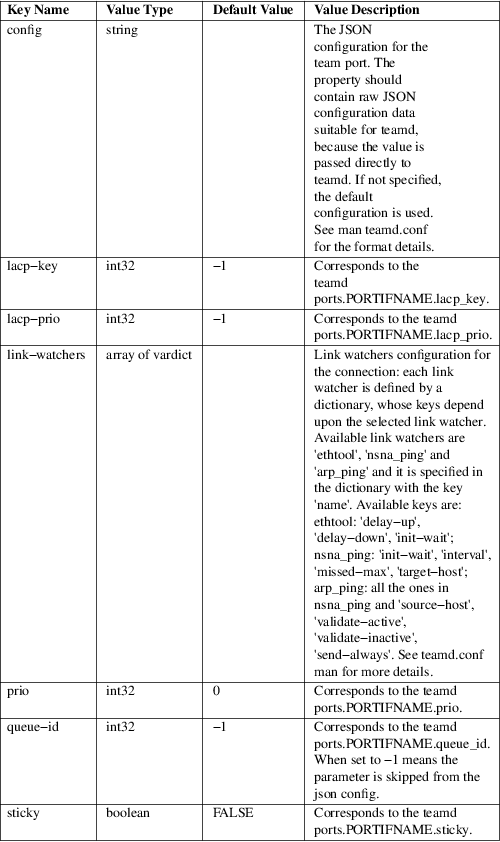 Key Name Value Type Default Value Value Description
config string The JSON
configuration for the
team port. The
property should
contain raw JSON
configuration data
suitable for teamd,
because the value is
passed directly to
teamd. If not specified,
the default
configuration is used.
See man teamd.conf
for the format details.
lacp−key int32 −1 Corresponds to the
teamd
ports.PORTIFNAME.lacp_key.
lacp−prio int32 −1 Corresponds to the teamd
ports.PORTIFNAME.lacp_prio.
link−watchers array of vardict Link watchers configuration for
the connection: each link
watcher is defined by a
dictionary, whose keys depend
upon the selected link watcher.
Available link watchers are
'ethtool', 'nsna_ping' and
'arp_ping' and it is specified in
the dictionary with the key
'name'. Available keys are:
ethtool: 'delay−up',
'delay−down', 'init−wait';
nsna_ping: 'init−wait', 'interval',
'missed−max', 'target−host';
arp_ping: all the ones in
nsna_ping and 'source−host',
'validate−active',
'validate−inactive',
'send−always'. See teamd.conf
man for more details.
prio int32 0 Corresponds to the teamd
ports.PORTIFNAME.prio.
queue−id int32 −1 Corresponds to the teamd
ports.PORTIFNAME.queue_id.
When set to −1 means the
parameter is skipped from the
json config.
sticky boolean FALSE Corresponds to the teamd
ports.PORTIFNAME.sticky.